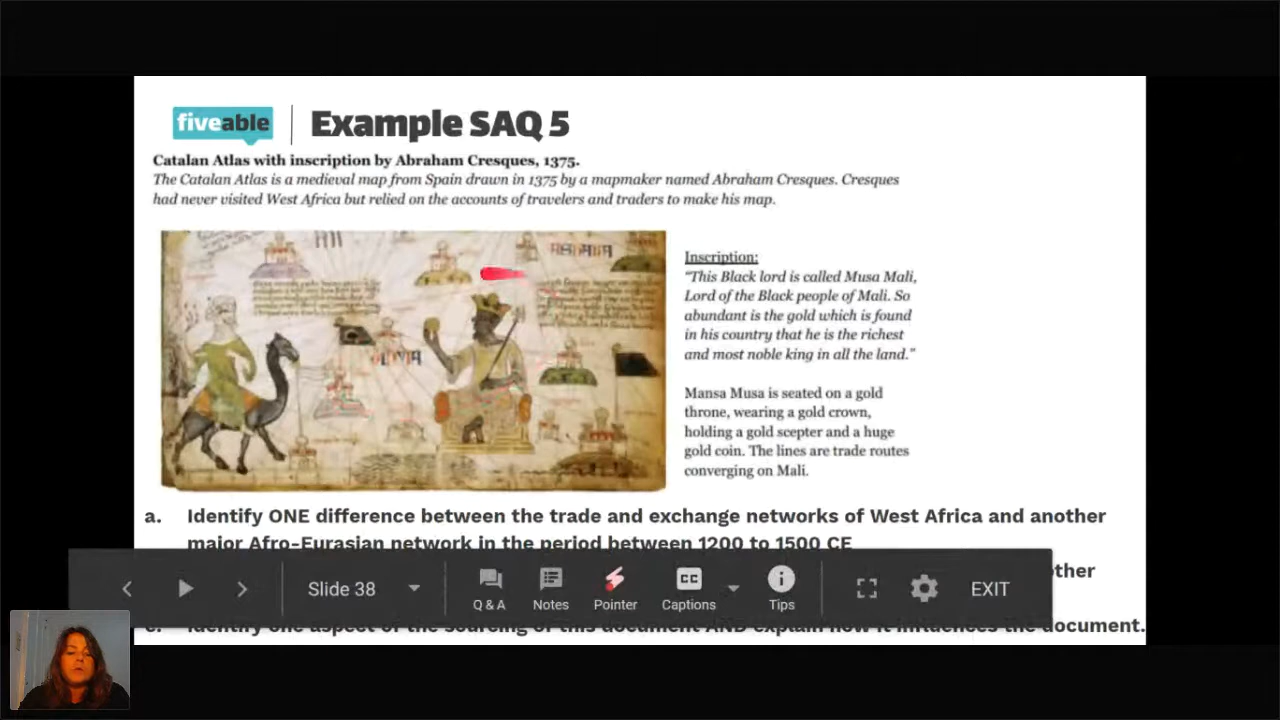 fiveable
Example SAQ 5
Catalan Atlas with inscription by Abraham Cresques, 1375.
The Catalan Atlas is a medieval map from Spain drawn in 1375 by a mapmaker named Abraham Cresques. Cresques
had never visited West Africa but relied on the accounts of travelers and traders to make his map.
Inscription:
"This Black lord is called Musa Mali,
Lord of the Black people of Mali. So
abundant is the gold which is found
in his country that he is the richest
and most noble king in all the land."
Mansa Musa is seated on a gold
throne, wearing a gold crown,
holding a gold scepter and a huge
gold coin. The lines are trade routes
converging on Mali.
a. Identify ONE difference between the trade and exchange networks of West Africa and another
major Afro-Eurasian network in the period between 1200 to 1500 CE
other
Slide 38
Q & A
Notes
Pointer
CC
Captions
Tips
EXIT
c. Identify one aspect of the sourcing of this document AND explain how it influences the document.